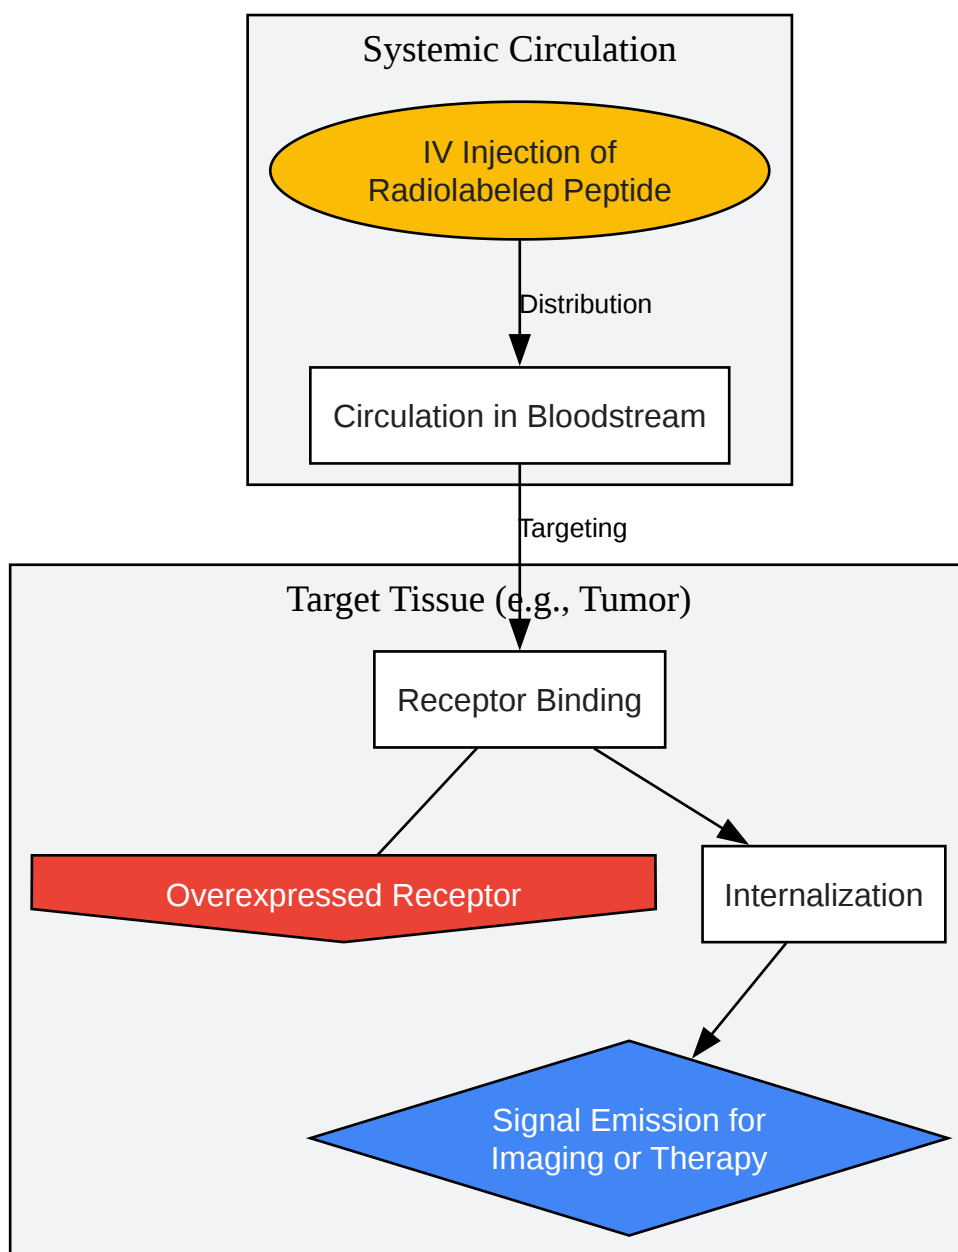 Systemic Circulation
IV Injection of
Radiolabeled Peptide
Distribution
Circulation in Bloodstream
Targeting
Target Tissue (e.g., Tumor)
Receptor Binding
Overexpressed Receptor
Internalization
Signal Emission for
Imaging or Therapy